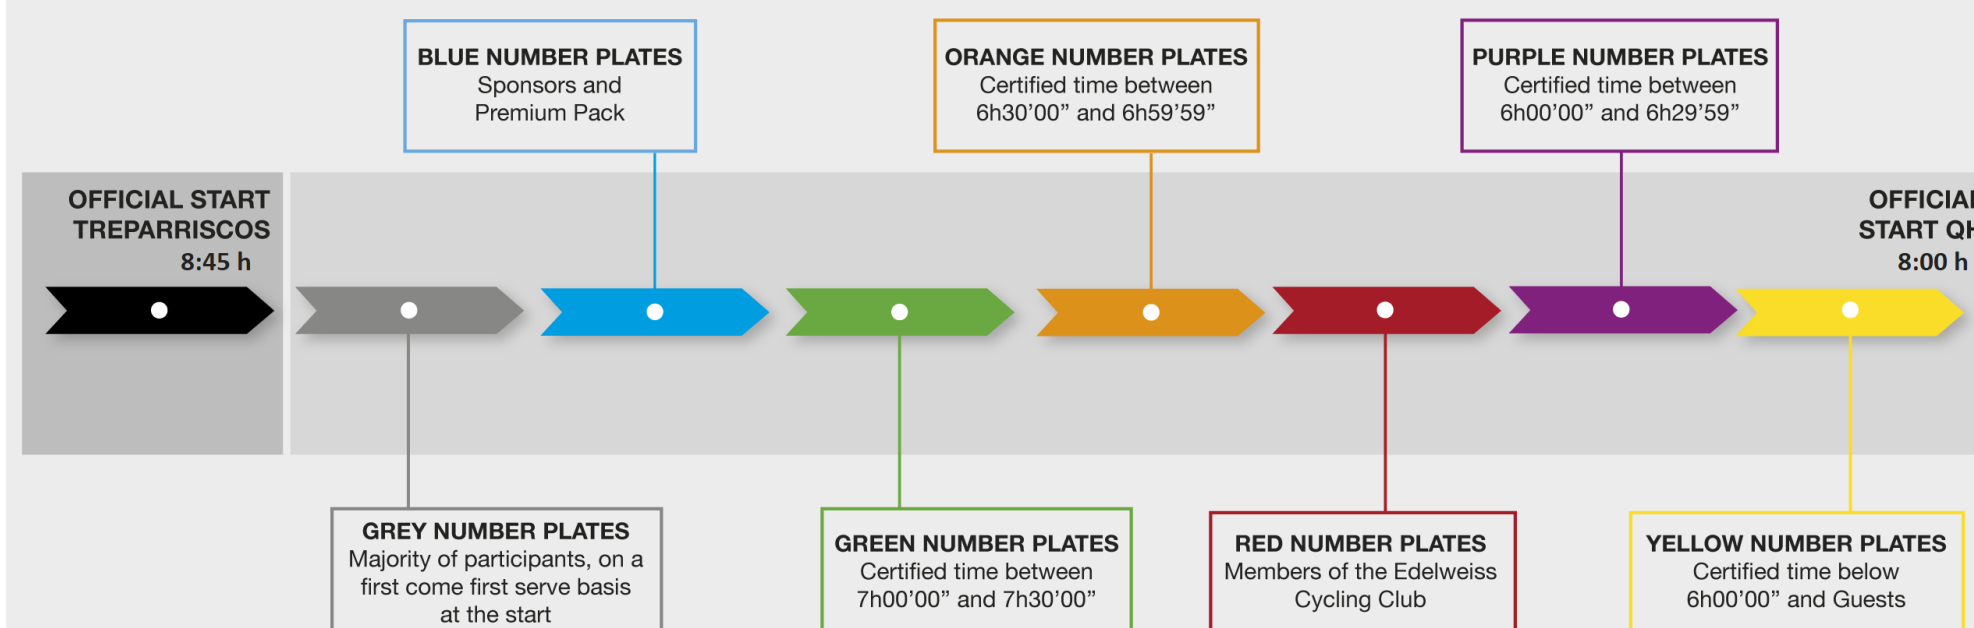 BLUE NUMBER PLATES
Sponsors and
Premium Pack
ORANGE NUMBER PLATES
Certified time between
6h30’00” and 6h59’59”
PURPLE NUMBER PLATES
Certified time between
6h00’00” and 6h29’59”
OFFICIAL START
TREPARRISCOS
8:45 h
OFFICIAL
START QH
8:00 h
GREY NUMBER PLATES
Majority of participants, on a
first come first serve basis
at the start
GREEN NUMBER PLATES
Certified time between
7h00’00” and 7h30’00”
RED NUMBER PLATES
Members of the Edelweiss
Cycling Club
YELLOW NUMBER PLATES
Certified time below
6h00’00” and Guests